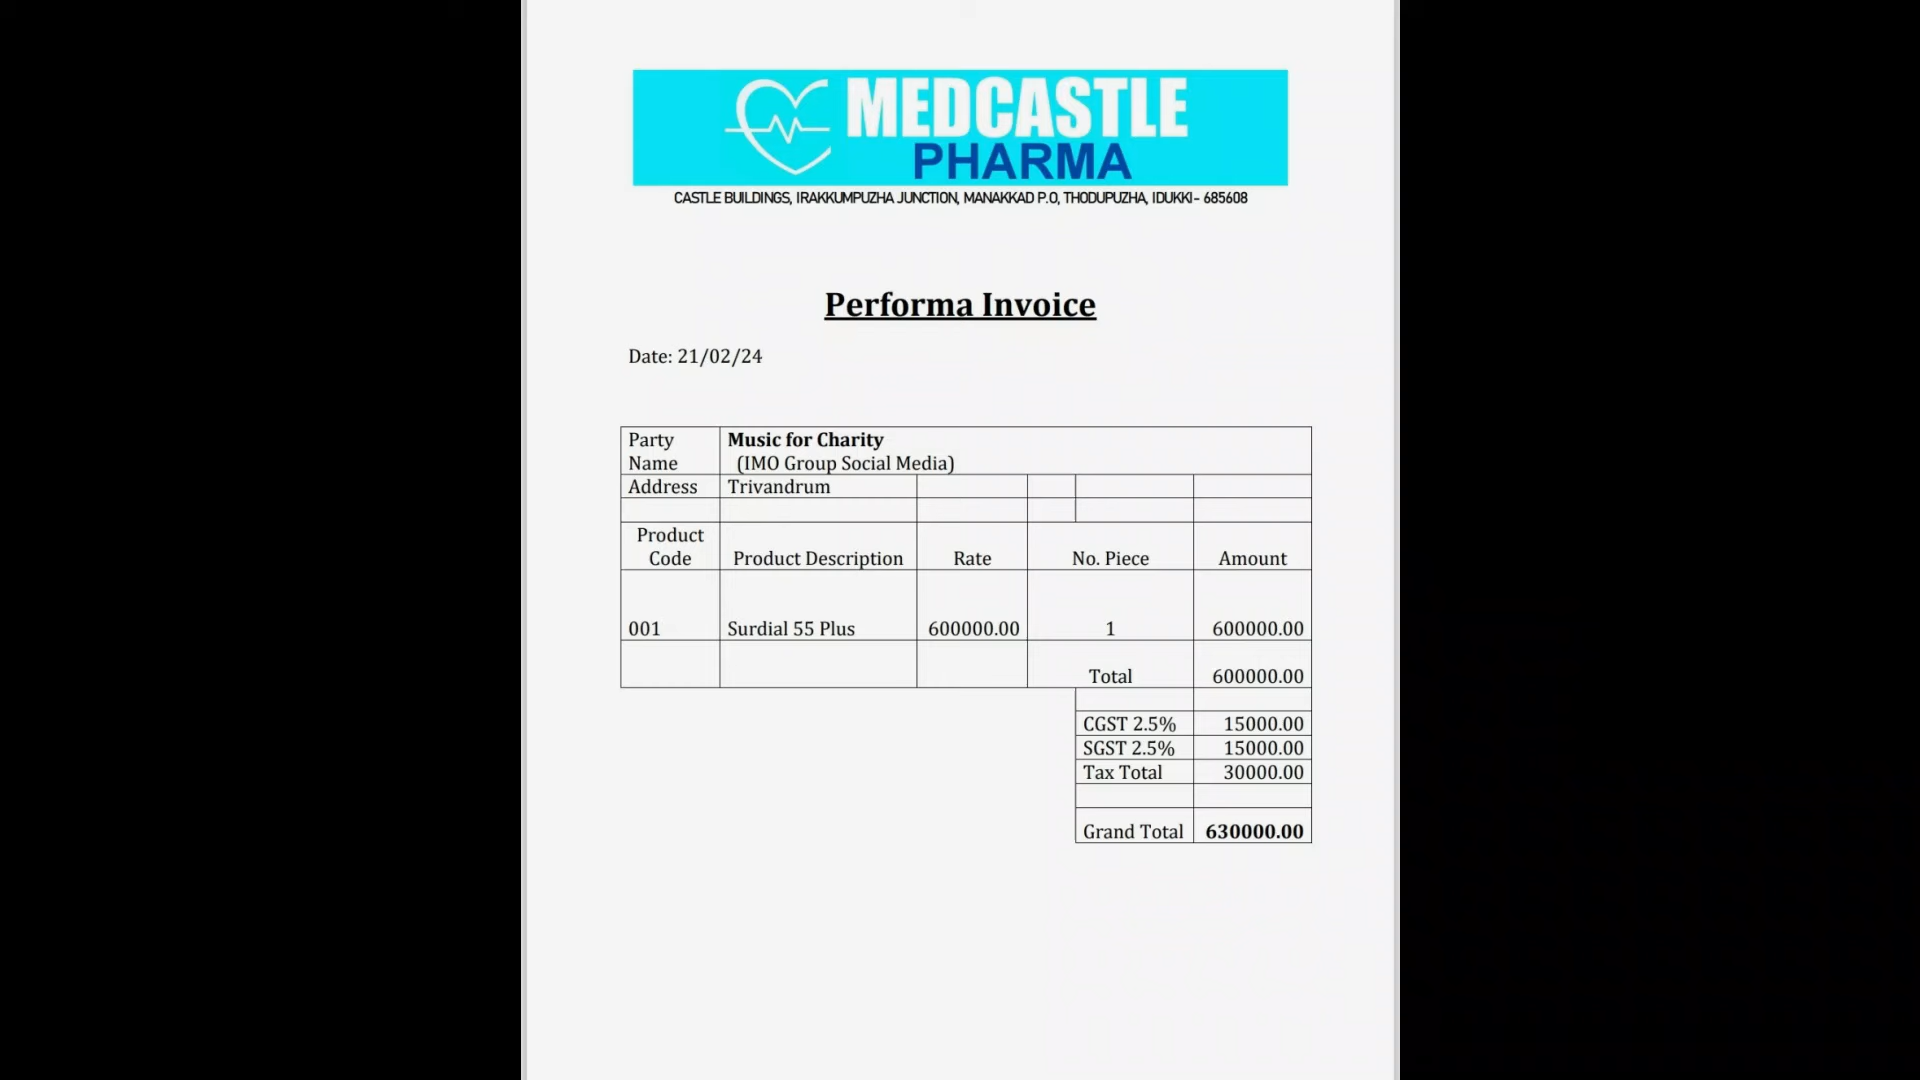 MEDCASTLE
PHARMA
CASTLE BUILDINGS, IRAKKUMPUZHA JUNCTION, MANAKKAD P.O, THODUPUZHA, IDUKKI- 685608
Performa Invoice
Date: 21/02/24
Party Name Music for Charity
(IMO Group Social Media)
Address Trivandrum
Product Code Product Description Rate No. Piece Amount
001 Surdial 55 Plus 600000.00 1 600000.00
Total 600000.00
CGST 2.5% 15000.00
SGST 2.5% 15000.00
Tax Total 30000.00
Grand Total 630000.00